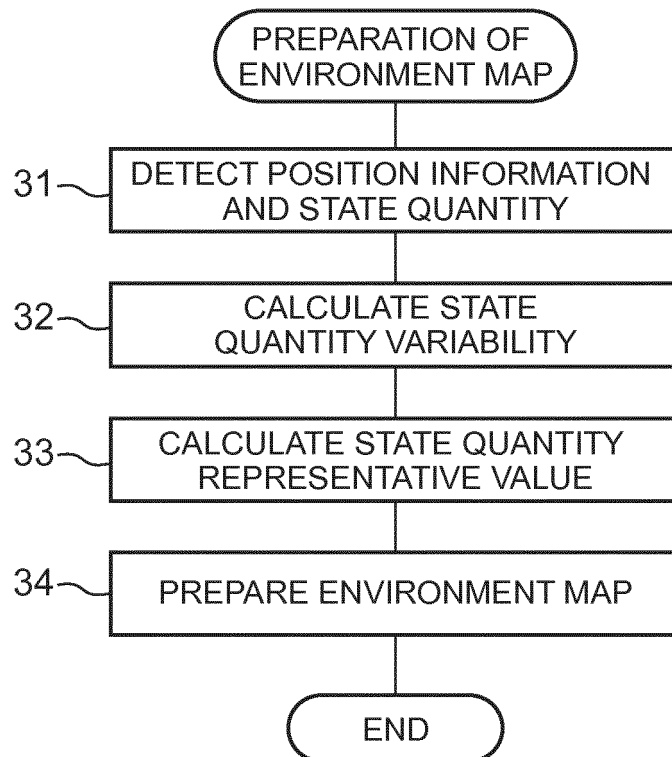 PREPARATION OF
ENVIRONMENT MAP
31
DETECT POSITION INFORMATION
AND STATE QUANTITY
32
CALCULATE STATE
QUANTITY VARIABILITY
33
CALCULATE STATE QUANTITY
REPRESENTATIVE VALUE
34
PREPARE ENVIRONMENT MAP
END